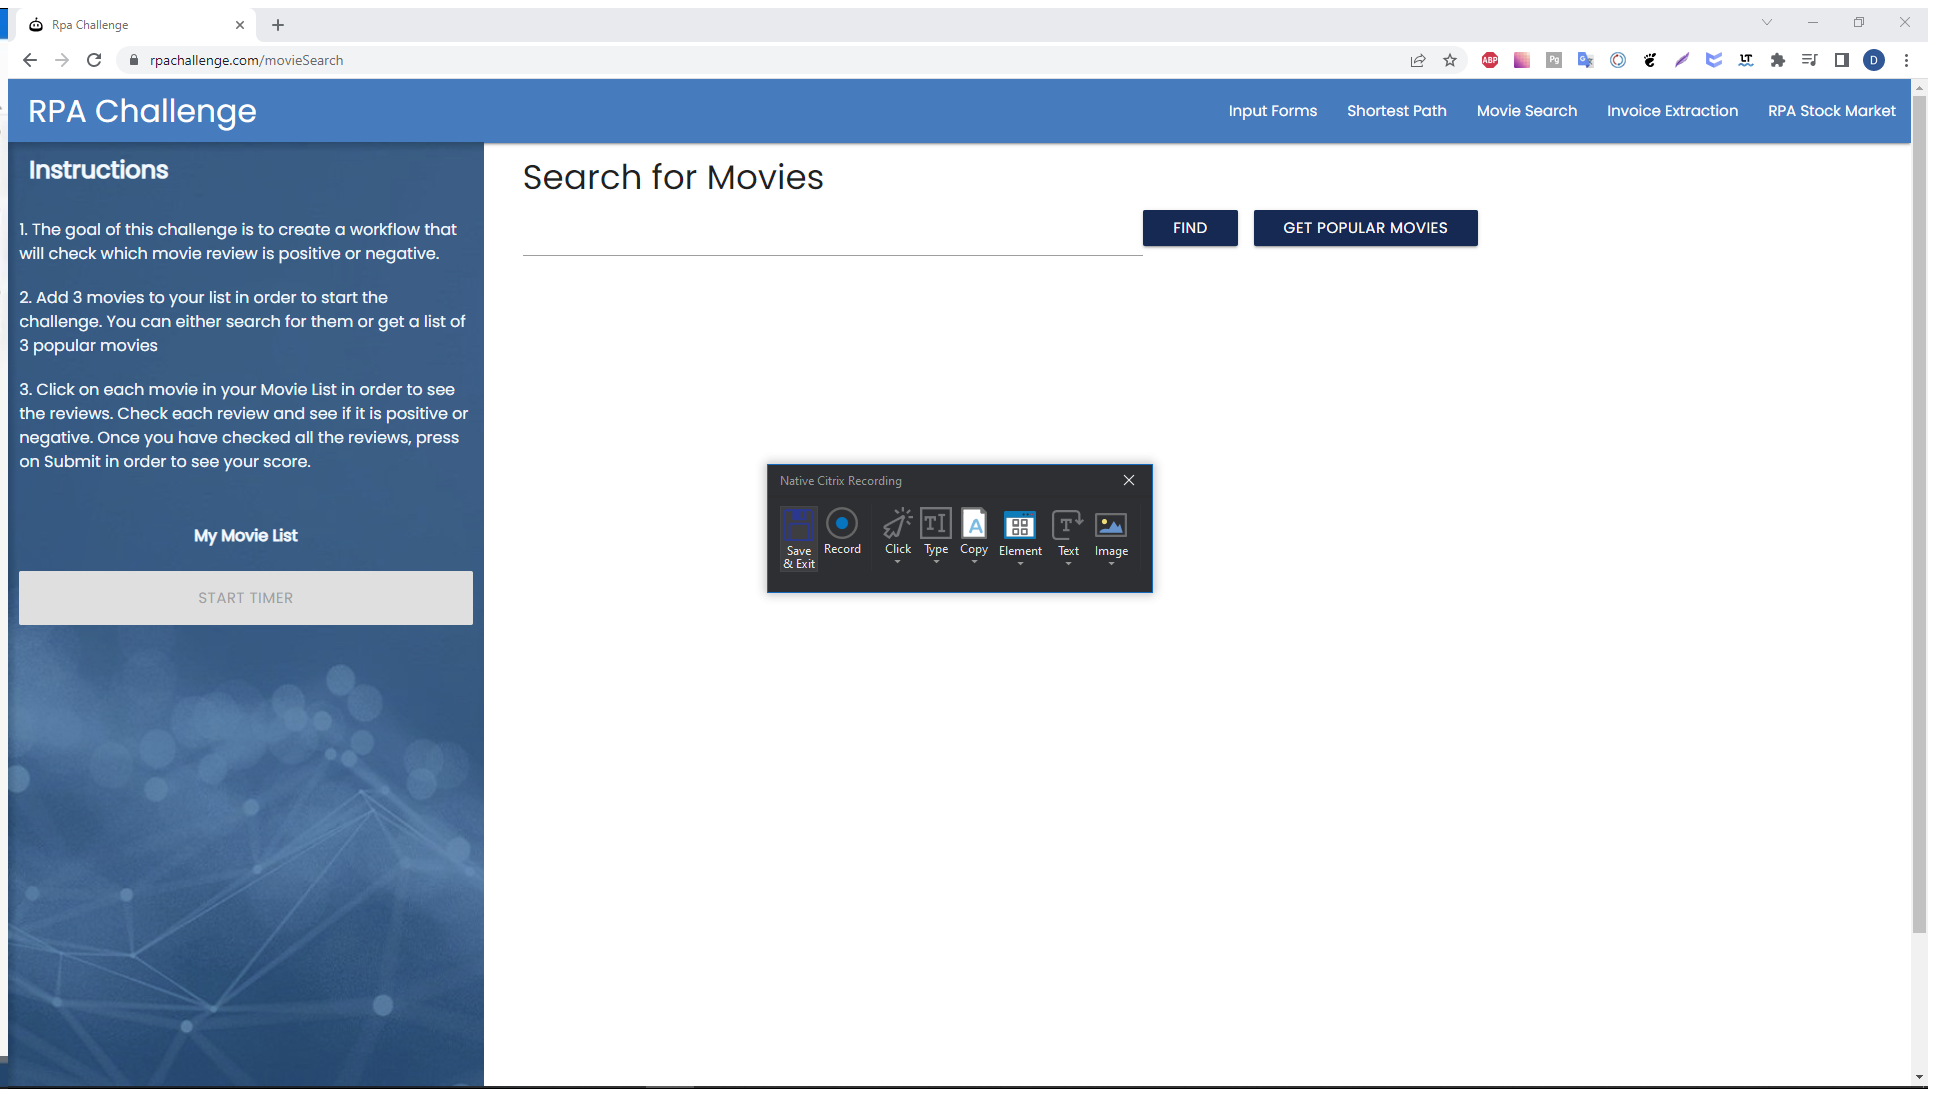 Rpa Challenge
rpachallenge.com/movieSearch
ABP
Pg
LT
D
RPA Challenge
Input Forms
Shortest Path
Movie Search
Invoice Extraction
RPA Stock Market
Instructions
1. The goal of this challenge is to create a workflow that
will check which movie review is positive or negative.
2. Add 3 movies to your list in order to start the
challenge. You can either search for them or get a list of
3 popular movies
3. Click on each movie in your Movie List in order to see
the reviews. Check each review and see if it is positive or
negative. Once you have checked all the reviews, press
on Submit in order to see your score.
My Movie List
START TIMER
Search for Movies
FIND
GET POPULAR MOVIES
Native Citrix Recording
Save
& Exit
Record
Click
Type
Copy
Element
Text
Image